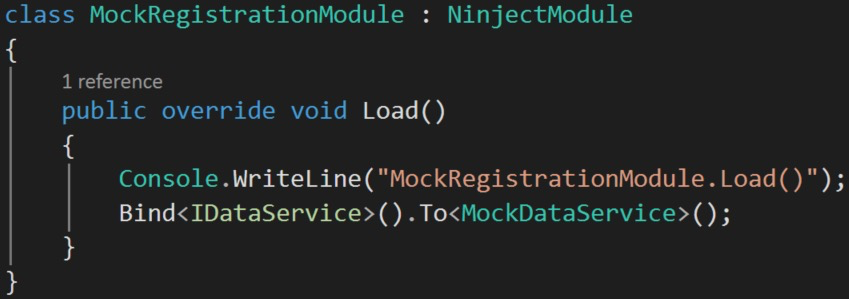 class MockRegistrationModule : NinjectModule
{
1 reference
public override void Load()
{
Console.WriteLine("MockRegistrationModule.Load()");
Bind<IDataService>().To<MockDataService>();
}
}